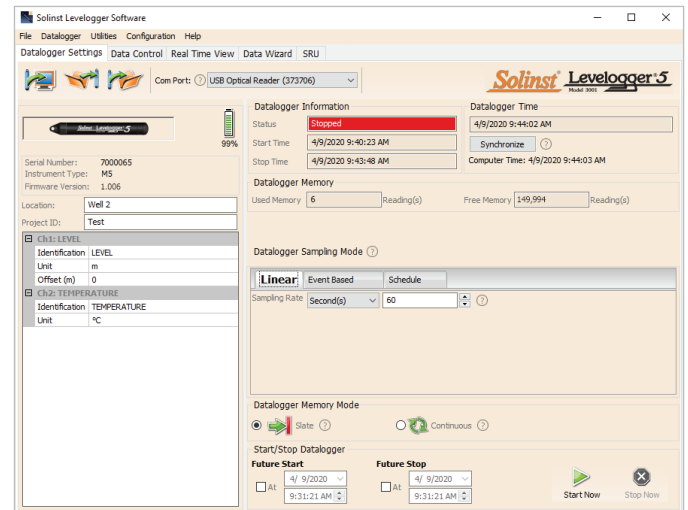 Solinst Levelogger Software
File Datalogger Utilities Configuration Help
Datalogger Settings Data Control Real Time View Data Wizard SRU
Com Port: ? USB Optical Reader (373706)
Solinst® Levelogger® 5
Model 3001
Solinst Levelogger 5
99%
Serial Number: 7000065
Instrument Type: M5
Firmware Version: 1.006
Location: Well 2
Project ID: Test
Ch1: LEVEL
Identification LEVEL
Unit m
Offset (m) 0
Ch2: TEMPERATURE
Identification TEMPERATURE
Unit °C
Datalogger Information
Status Stopped
Start Time 4/9/2020 9:40:23 AM
Stop Time 4/9/2020 9:43:48 AM
Datalogger Time
4/9/2020 9:44:02 AM
Synchronize ?
Computer Time: 4/9/2020 9:44:03 AM
Datalogger Memory
Used Memory 6 Reading(s) Free Memory 149,994 Reading(s)
Datalogger Sampling Mode ?
Linear Event Based Schedule
Sampling Rate Second(s) 60 ?
Datalogger Memory Mode
Slate ? Continuous ?
Start/Stop Datalogger
Future Start Future Stop
At 4/ 9/2020 At 4/ 9/2020
9:31:21 AM 9:31:21 AM
Start Now Stop Now